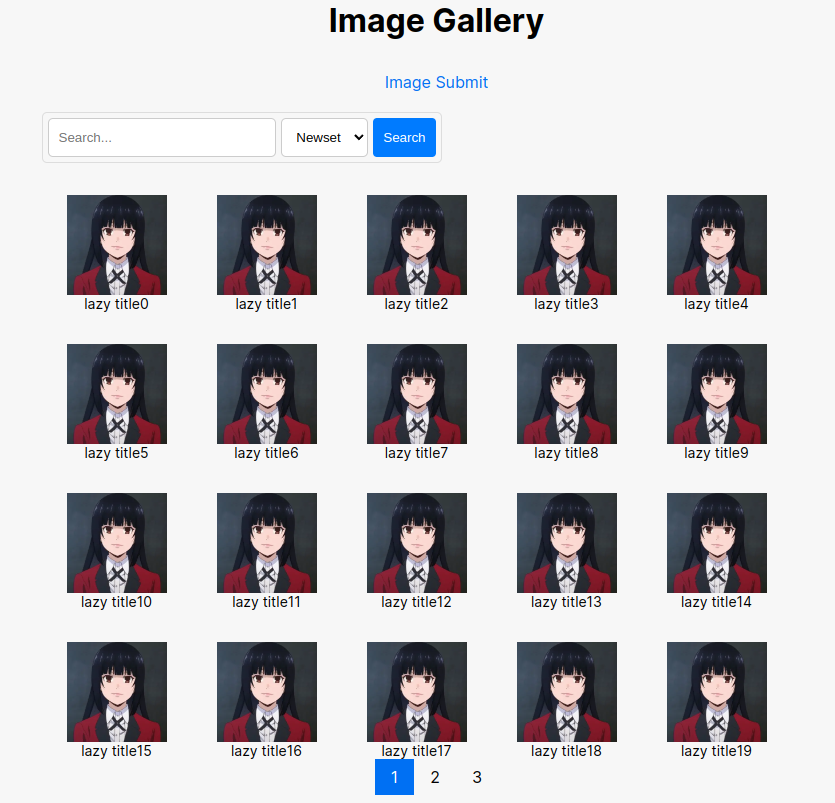 Image Gallery
Image Submit
Search... Newset Search
lazy title0 lazy title1 lazy title2 lazy title3 lazy title4
lazy title5 lazy title6 lazy title7 lazy title8 lazy title9
lazy title10 lazy title11 lazy title12 lazy title13 lazy title14
lazy title15 lazy title16 lazy title17 lazy title18 lazy title19
1 2 3